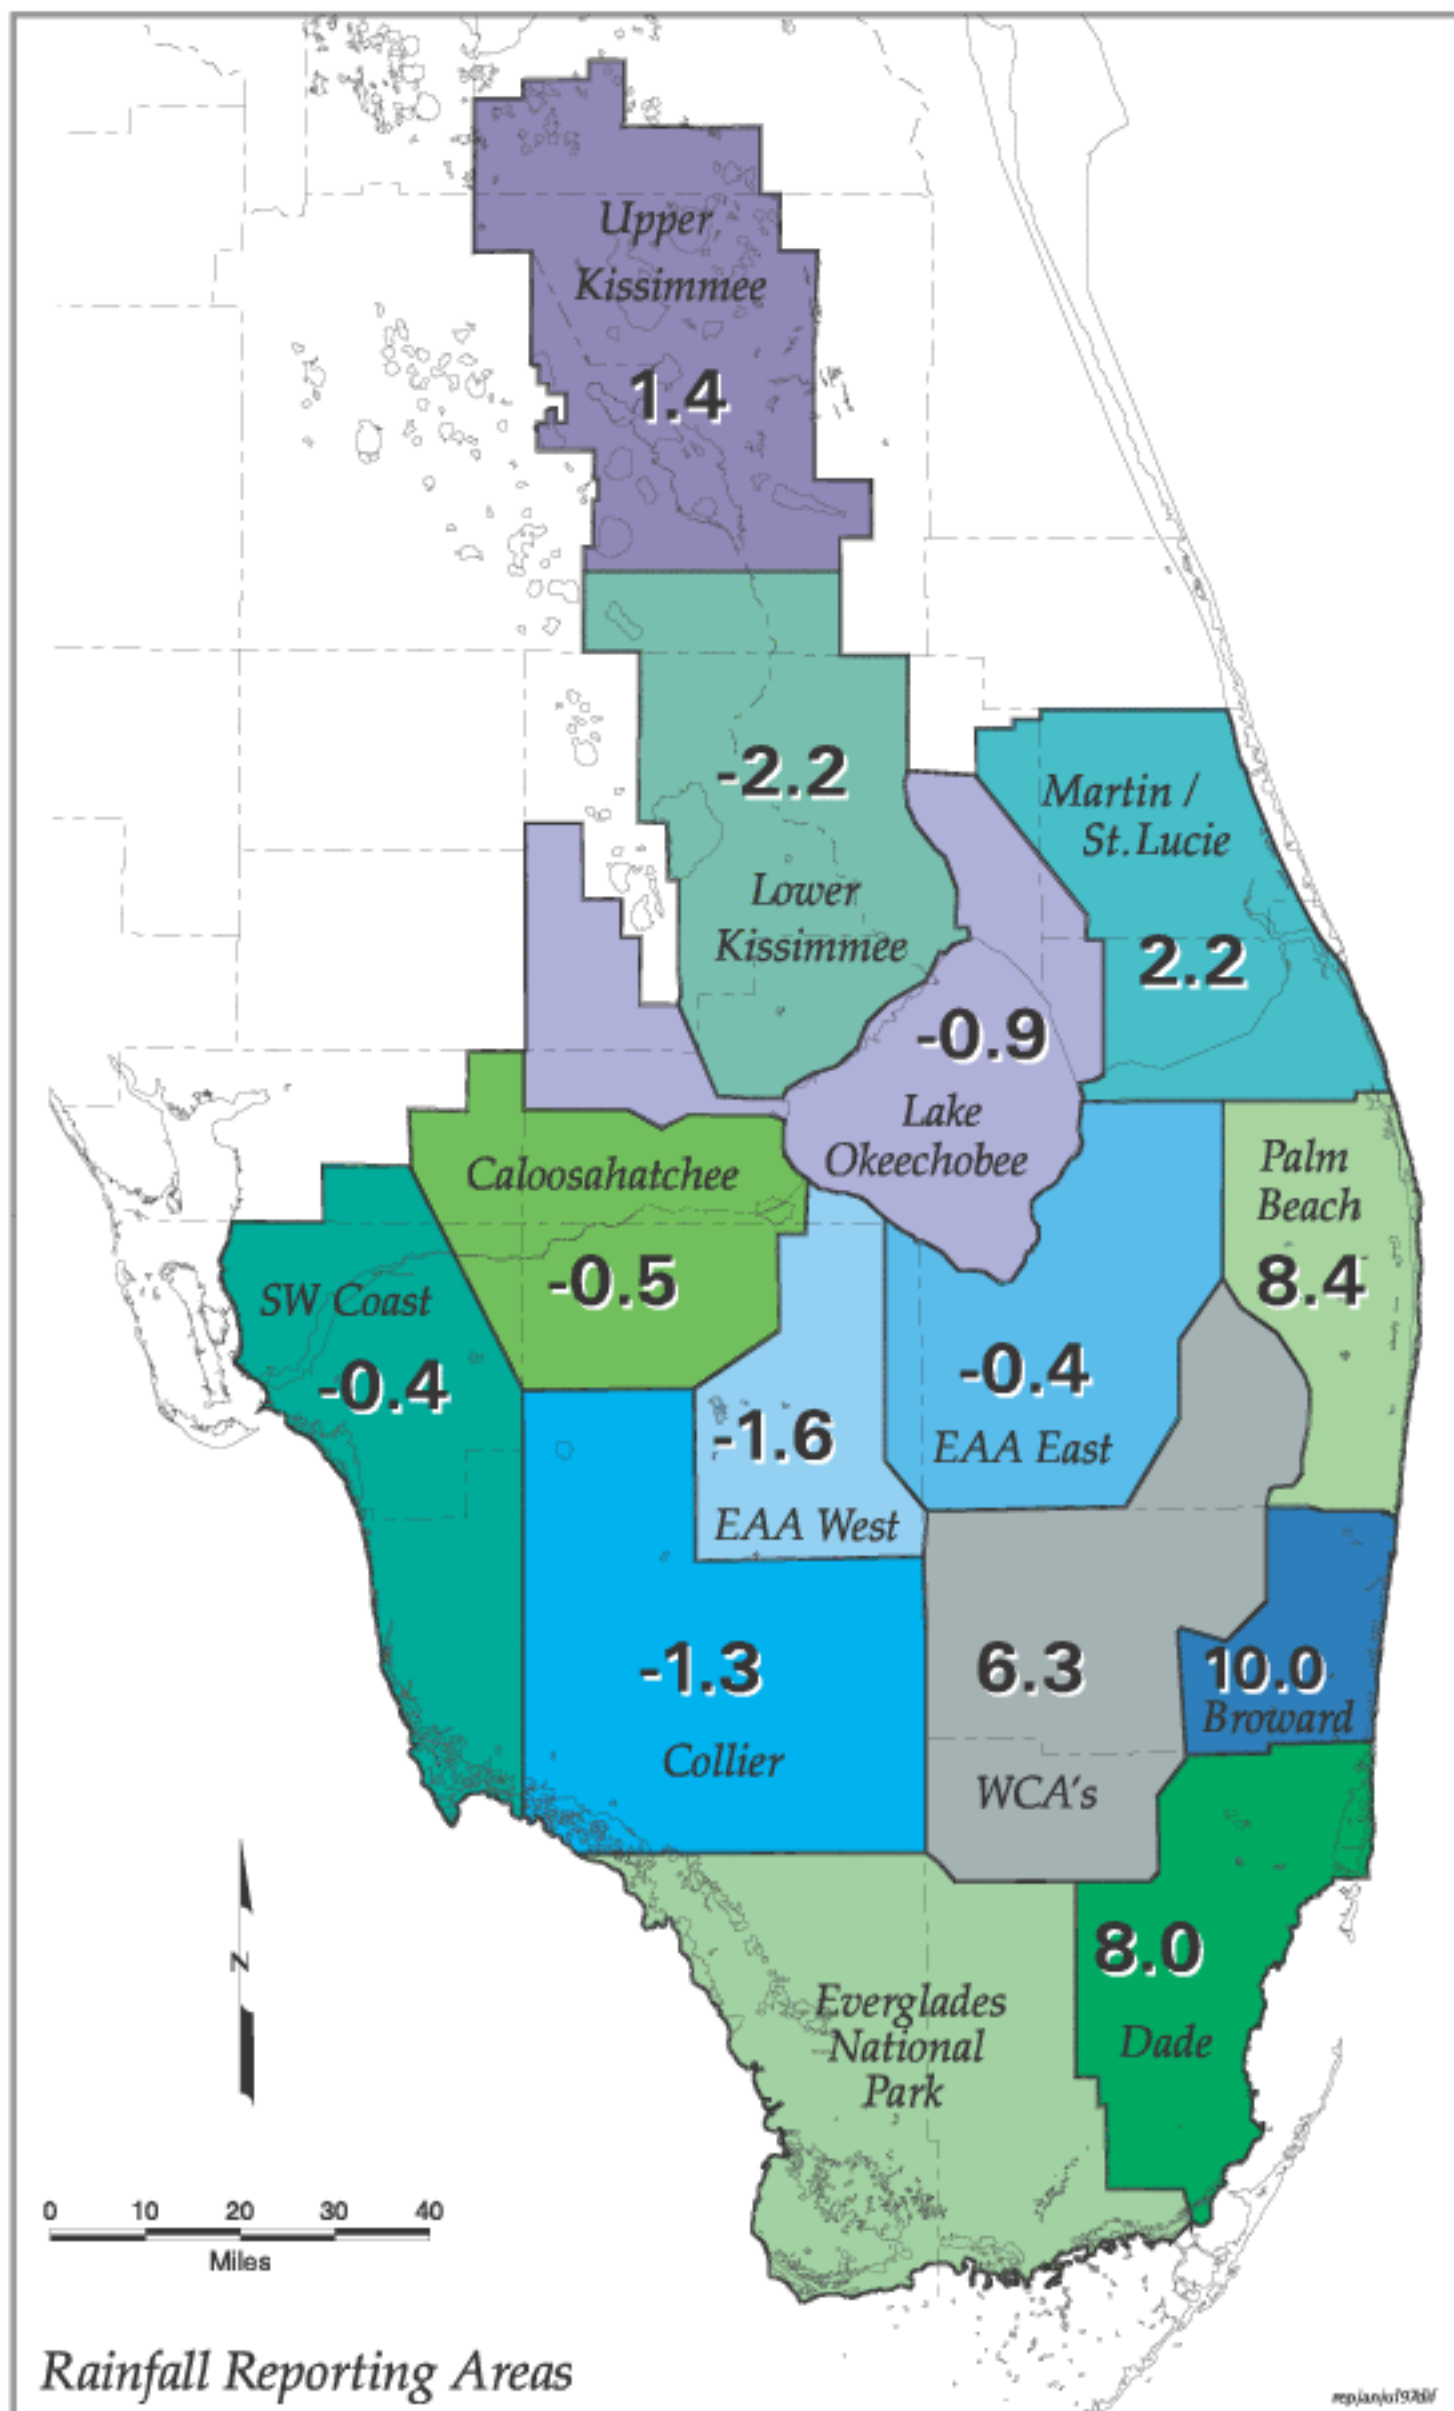 Upper
Kissimmee
1.4
-2.2
Lower
Kissimmee
Martin /
St.Lucie
2.2
-0.9
Lake
Okeechobee
Caloosahatchee
-0.5
SW Coast
-0.4
Palm
Beach
8.4
-0.4
EAA East
-1.6
EAA West
-1.3
Collier
6.3
WCA's
10.0
Broward
8.0
Dade
Everglades
National
Park
N
0 10 20 30 40
Miles
Rainfall Reporting Areas